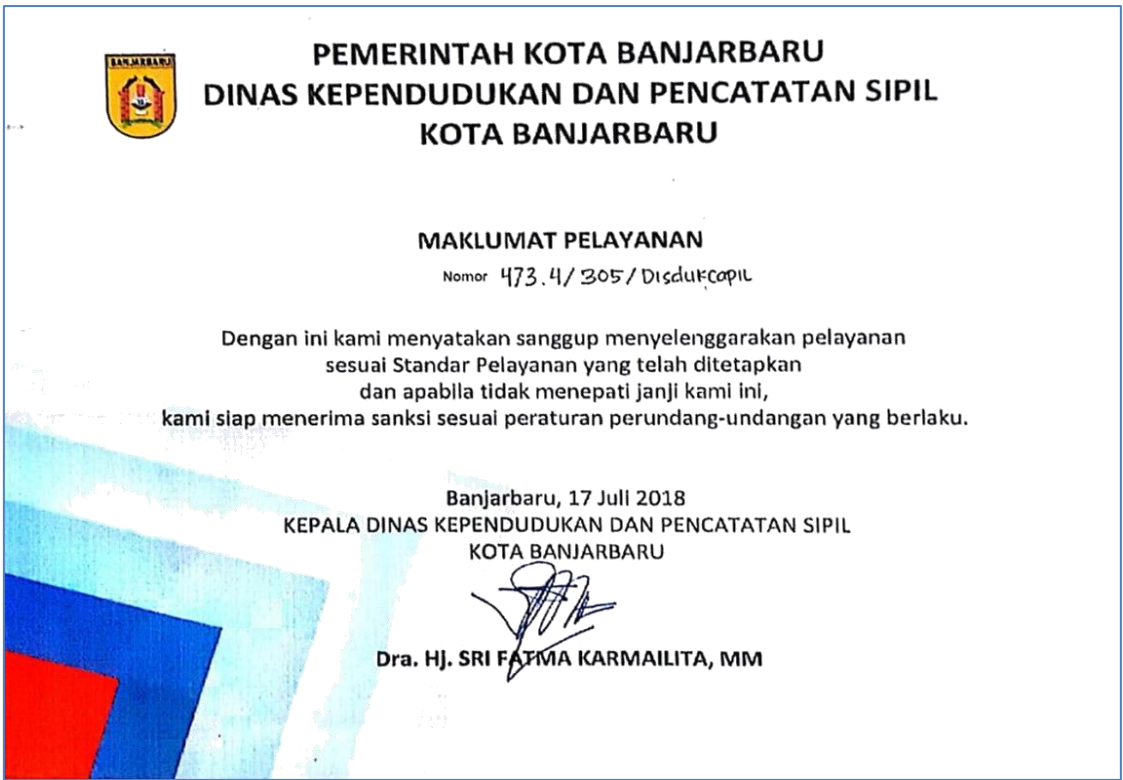 BANJARBARU
PEMERINTAH KOTA BANJARBARU
DINAS KEPENDUDUKAN DAN PENCATATAN SIPIL
KOTA BANJARBARU
MAKLUMAT PELAYANAN
Nomor 473.4/305/Disdukcapil
Dengan ini kami menyatakan sanggup menyelenggarakan pelayanan
sesuai Standar Pelayanan yang telah ditetapkan
dan apabila tidak menepati janji kami ini,
kami siap menerima sanksi sesuai peraturan perundang-undangan yang berlaku.
Banjarbaru, 17 Juli 2018
KEPALA DINAS KEPENDUDUKAN DAN PENCATATAN SIPIL
KOTA BANJARBARU
Dra. Hj. SRI FATMA KARMAILITA, MM